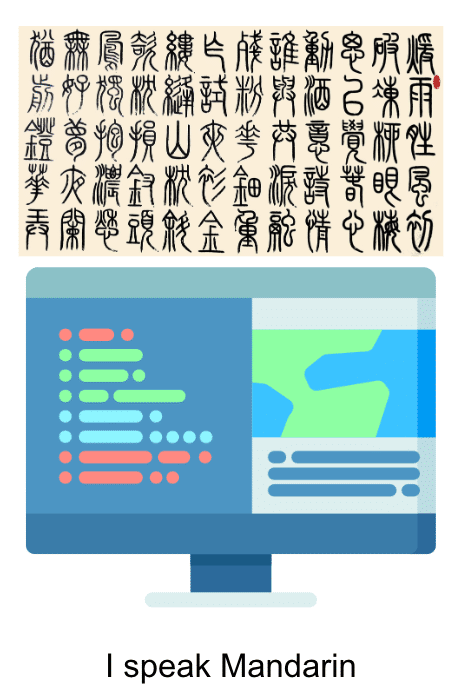 煖雨晴風初
破凍柳眼梅
腮已覺春心
動酒意詩情
誰與共淚融
殘粉花鈿重
乍試夾衫金
縷縫山枕斜
欹枕損釵頭
鳳獨抱濃愁
無好夢夜闌
猶剪燈花弄
I speak Mandarin